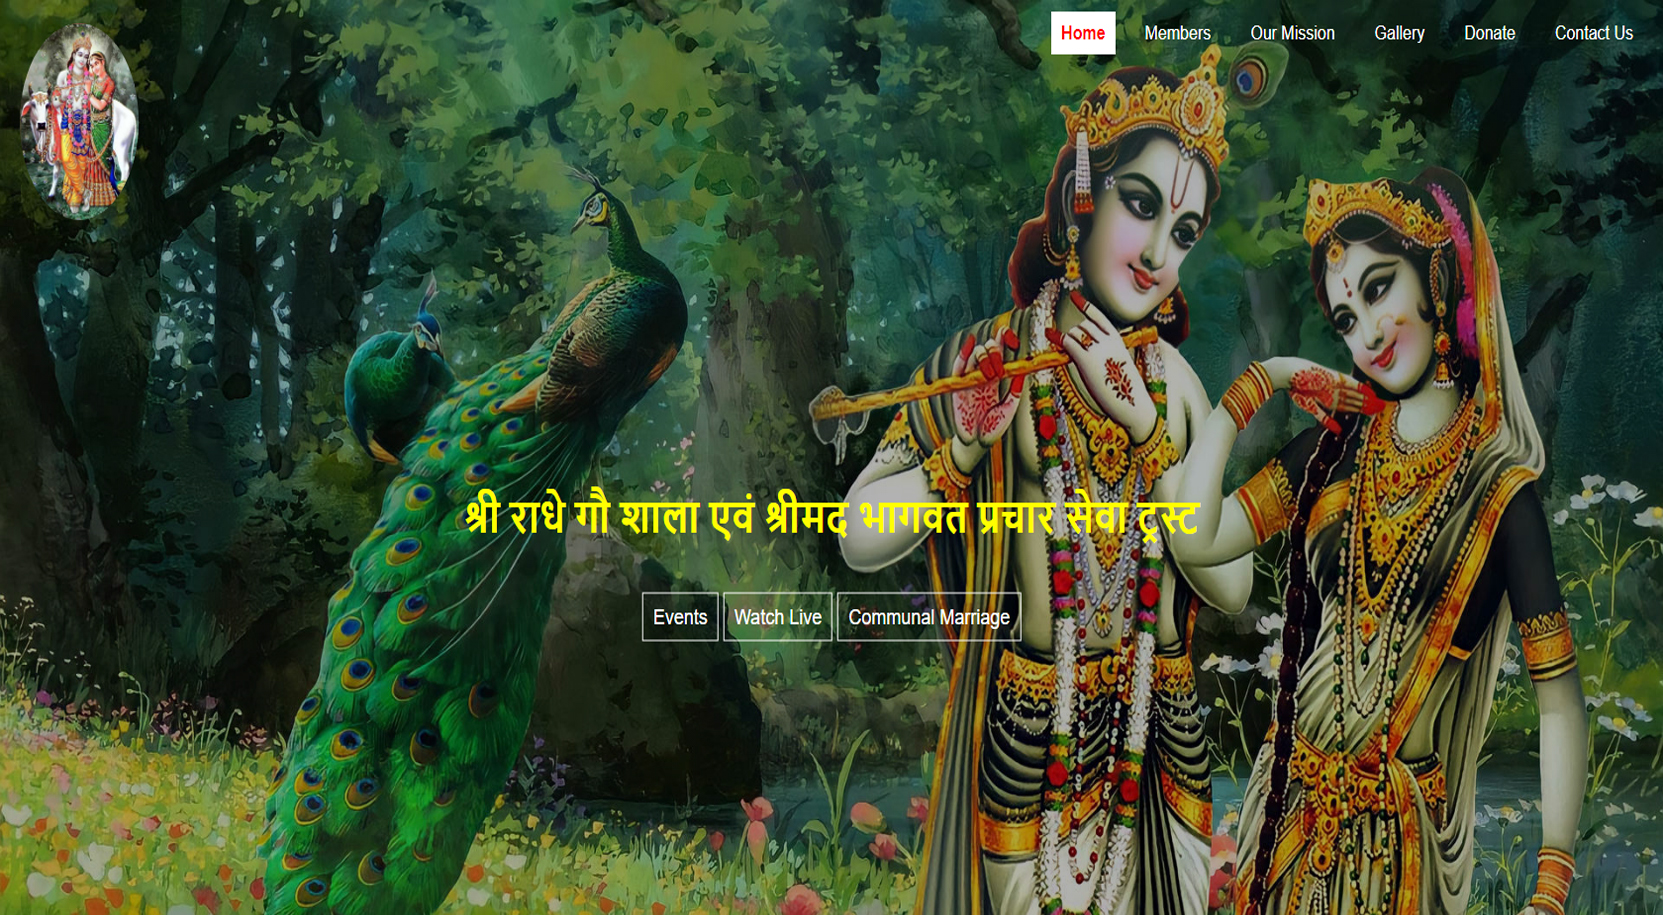 Home Members Our Mission Gallery Donate Contact Us
श्री राधे गौ शाला एवं श्रीमद भागवत प्रचार सेवा ट्रस्ट
Events Watch Live Communal Marriage